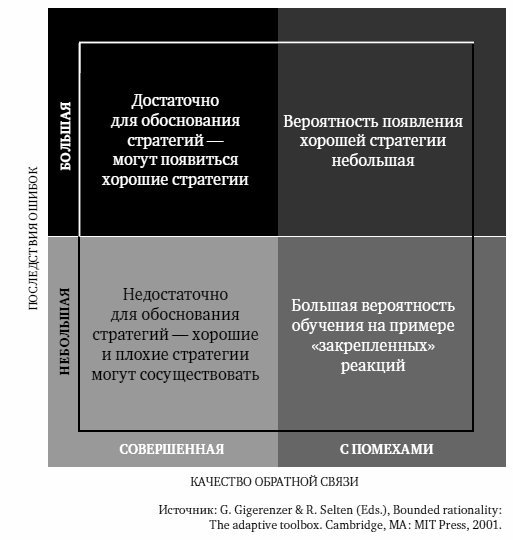 ПОСЛЕДСТВИЯ ОШИБОК
БОЛЬШАЯ
Достаточно
для обоснования
стратегий —
могут появиться
хорошие стратегии
Вероятность появления
хорошей стратегии
небольшая
НЕБОЛЬШАЯ
Недостаточно
для обоснования
стратегий — хорошие
и плохие стратегии
могут сосуществовать
Большая вероятность
обучения на примере
«закрепленных»
реакций
СОВЕРШЕННАЯ
С ПОМЕХАМИ
КАЧЕСТВО ОБРАТНОЙ СВЯЗИ
Источник: G. Gigerenzer & R. Selten (Eds.), Bounded rationality:
The adaptive toolbox. Cambridge, MA: MIT Press, 2001.